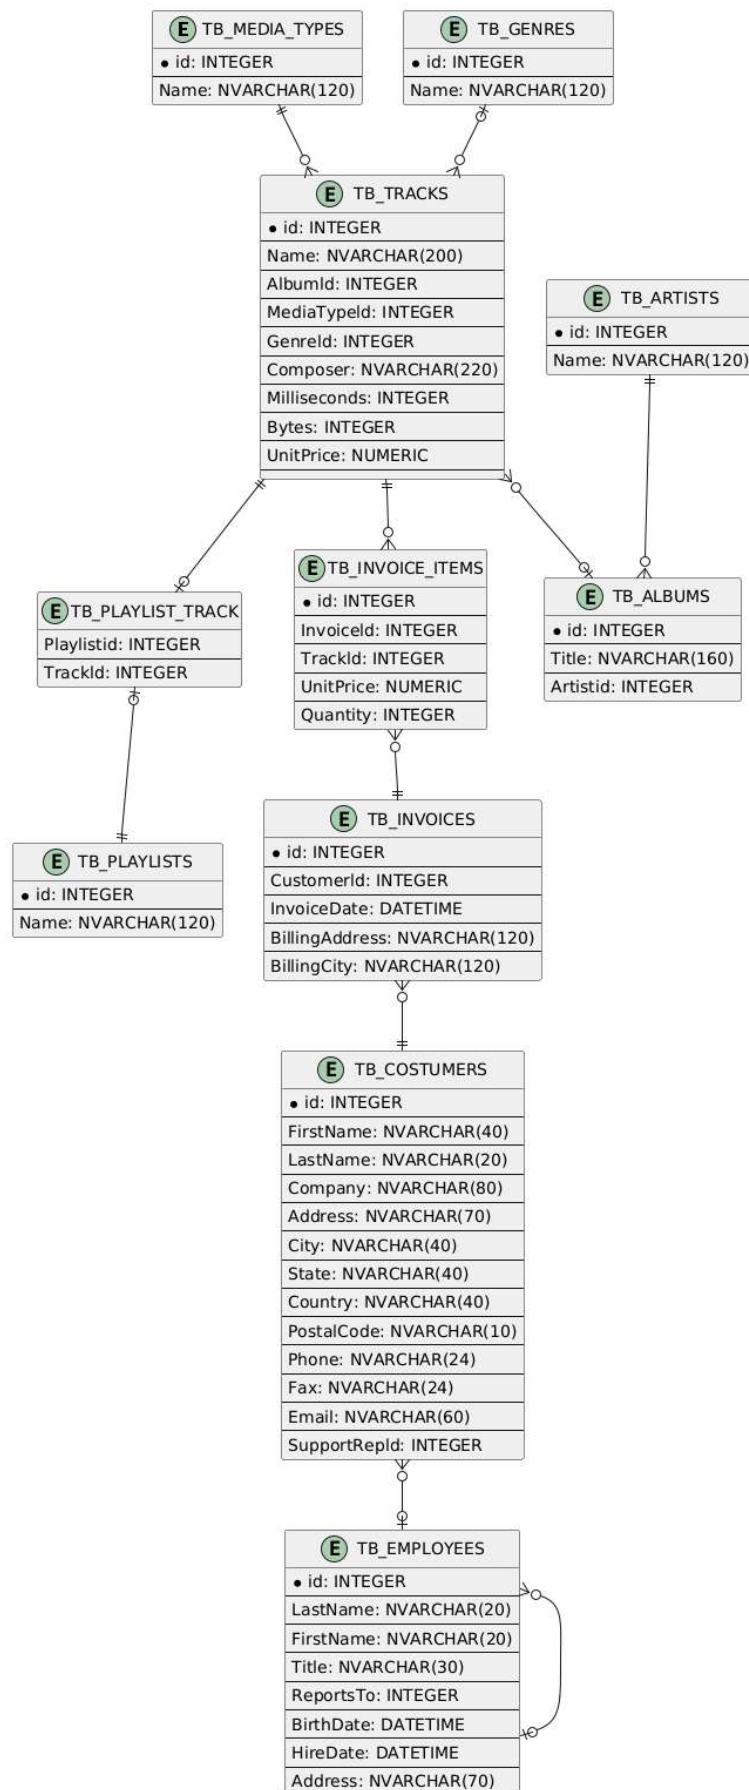 E TB_MEDIA_TYPES
* id: INTEGER
Name: NVARCHAR(120)
E TB_GENRES
* id: INTEGER
Name: NVARCHAR(120)
E TB_TRACKS
* id: INTEGER
Name: NVARCHAR(200)
AlbumId: INTEGER
MediaTypeId: INTEGER
GenreId: INTEGER
Composer: NVARCHAR(220)
Milliseconds: INTEGER
Bytes: INTEGER
UnitPrice: NUMERIC
E TB_ARTISTS
* id: INTEGER
Name: NVARCHAR(120)
E TB_PLAYLIST_TRACK
Playlistid: INTEGER
TrackId: INTEGER
E TB_INVOICE_ITEMS
* id: INTEGER
InvoiceId: INTEGER
TrackId: INTEGER
UnitPrice: NUMERIC
Quantity: INTEGER
E TB_ALBUMS
* id: INTEGER
Title: NVARCHAR(160)
Artistid: INTEGER
E TB_PLAYLISTS
* id: INTEGER
Name: NVARCHAR(120)
E TB_INVOICES
* id: INTEGER
CustomerId: INTEGER
InvoiceDate: DATETIME
BillingAddress: NVARCHAR(120)
BillingCity: NVARCHAR(120)
E TB_COSTUMERS
* id: INTEGER
FirstName: NVARCHAR(40)
LastName: NVARCHAR(20)
Company: NVARCHAR(80)
Address: NVARCHAR(70)
City: NVARCHAR(40)
State: NVARCHAR(40)
Country: NVARCHAR(40)
PostalCode: NVARCHAR(10)
Phone: NVARCHAR(24)
Fax: NVARCHAR(24)
Email: NVARCHAR(60)
SupportRepId: INTEGER
E TB_EMPLOYEES
* id: INTEGER
LastName: NVARCHAR(20)
FirstName: NVARCHAR(20)
Title: NVARCHAR(30)
ReportsTo: INTEGER
BirthDate: DATETIME
HireDate: DATETIME
Address: NVARCHAR(70)